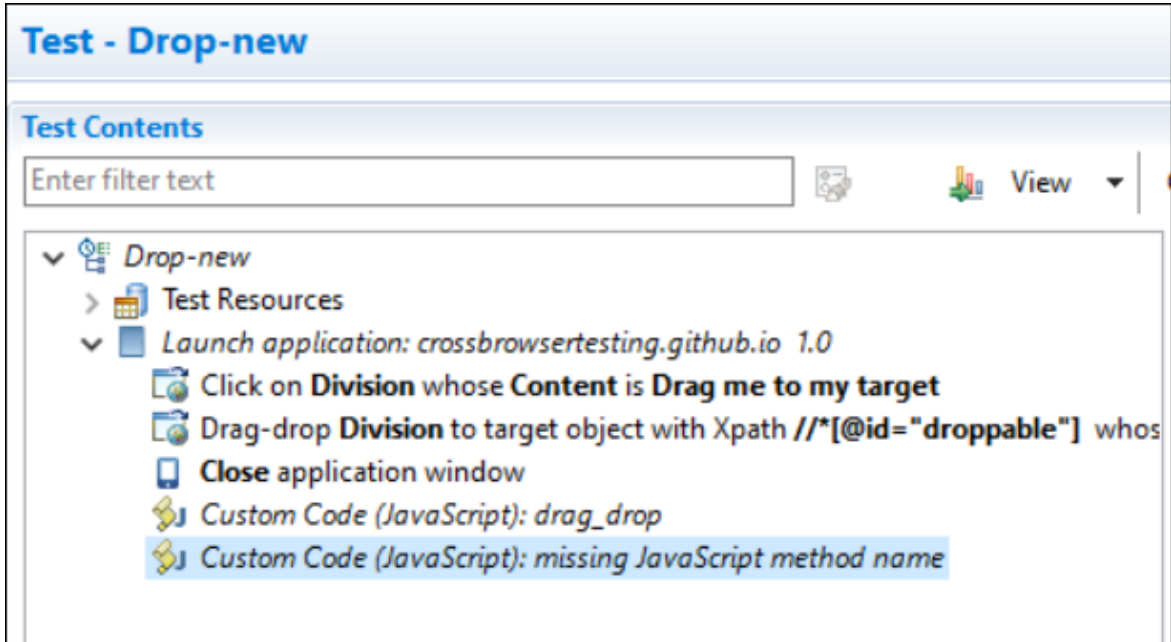 Test - Drop-new
Test Contents
Enter filter text
View
Drop-new
Test Resources
Launch application: crossbrowsertesting.github.io 1.0
Click on Division whose Content is Drag me to my target
Drag-drop Division to target object with Xpath //*[@id="droppable"] whos
Close application window
Custom Code (JavaScript): drag_drop
Custom Code (JavaScript): missing JavaScript method name